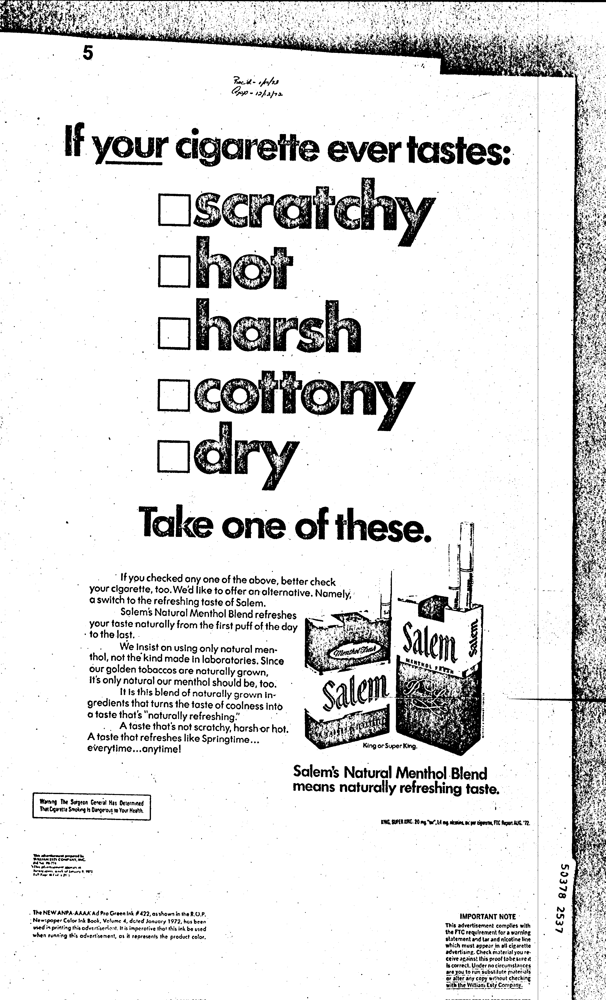 5
If your cigarette ever tastes:
scratchy
hot
harsh
cottony
dry
Take one of these.
If you checked any one of the above, better check
your cigarette, too. We'd like to offer an alternative. Namely,
a switch to the refreshing taste of Salem.
Salem's Natural Menthol Blend refreshes
your taste naturally from the first puff of the day
to the last.
We insist on using only natural men-
thol, not the kind made in laboratories. Since
our golden tobaccos are naturally grown,
it's only natural our menthol should be, too.
It is this blend of naturally grown in-
gredients that turns the taste of coolness into
a taste that's "naturally refreshing."
A taste that's not scratchy, harsh or hot.
A taste that refreshes like Springtime...
everytime...anytime!
Menthol Fresh
Salem
Salem
Salem
MENTHOL FRESH
King or Super King.
Salem's Natural Menthol Blend
means naturally refreshing taste.
Warning: The Surgeon General Has Determined
That Cigarette Smoking Is Dangerous to Your Health.
KING, SUPER KING: 20 mg. "tar", 1.4 mg. nicotine, av. per cigarette, FTC Report AUG. '72.
This advertisement prepared by
WILLIAM ESTY COMPANY, INC.
The NEW ANPA-AAAA Ad Pro Green Ink #422, as shown in the R.O.P.
Newspaper Color Ink Book, Volume 4, dated January 1972, has been
used in printing this advertisement. It is imperative that this ink be used
when running this advertisement, as it represents the product color.
IMPORTANT NOTE
This advertisement complies with
the FTC requirement for a warning
statement and tar and nicotine line
which must appear in all cigarette
advertising. Check material you re-
ceive against this proof to be sure it
is correct. Under no circumstances
are you to run substitute materials
or alter any copy without checking
with the William Esty Company.
50378 2537